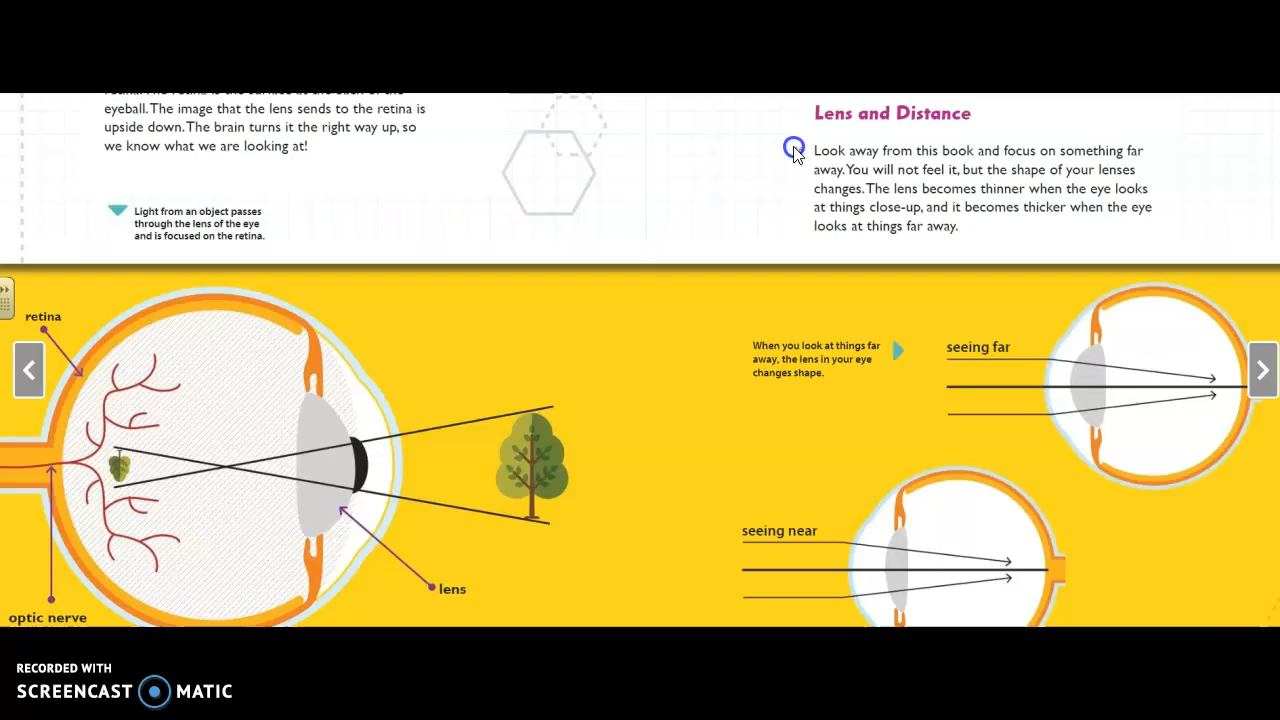 eyeball. The image that the lens sends to the retina is
upside down. The brain turns it the right way up, so
we know what we are looking at!
Light from an object passes
through the lens of the eye
and is focused on the retina.
Lens and Distance
Look away from this book and focus on something far
away. You will not feel it, but the shape of your lenses
changes. The lens becomes thinner when the eye looks
at things close-up, and it becomes thicker when the eye
looks at things far away.
retina
optic nerve
lens
When you look at things far
away, the lens in your eye
changes shape.
seeing far
seeing near
RECORDED WITH
SCREENCAST MATIC